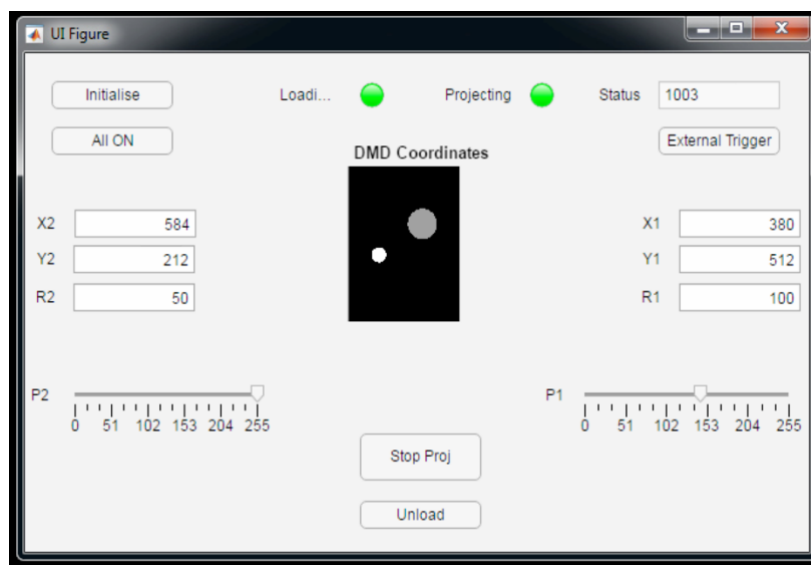 UI Figure
Initialise Loadi... Projecting Status 1003
All ON External Trigger
DMD Coordinates
X2 584 X1 380
Y2 212 Y1 512
R2 50 R1 100
P2 P1
0 51 102 153 204 255 0 51 102 153 204 255
Stop Proj
Unload